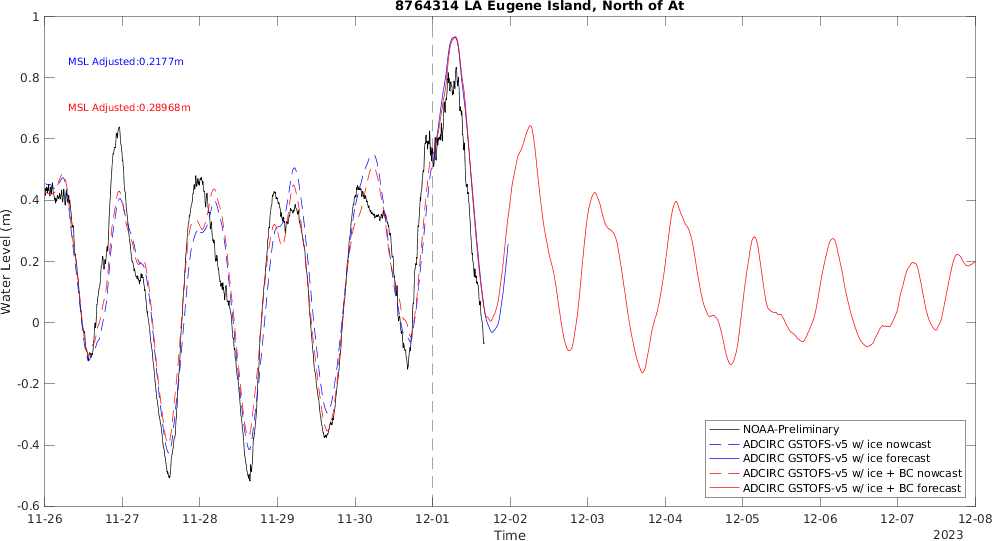 8764314 LA Eugene Island, North of At
MSL Adjusted:0.2177m
MSL Adjusted:0.28968m
Water Level (m)
1
0.8
0.6
0.4
0.2
0
-0.2
-0.4
-0.6
11-26 11-27 11-28 11-29 11-30 12-01 12-02 12-03 12-04 12-05 12-06 12-07 12-08
Time
2023
NOAA-Preliminary
ADCIRC GSTOFS-v5 w/ ice nowcast
ADCIRC GSTOFS-v5 w/ ice forecast
ADCIRC GSTOFS-v5 w/ ice + BC nowcast
ADCIRC GSTOFS-v5 w/ ice + BC forecast